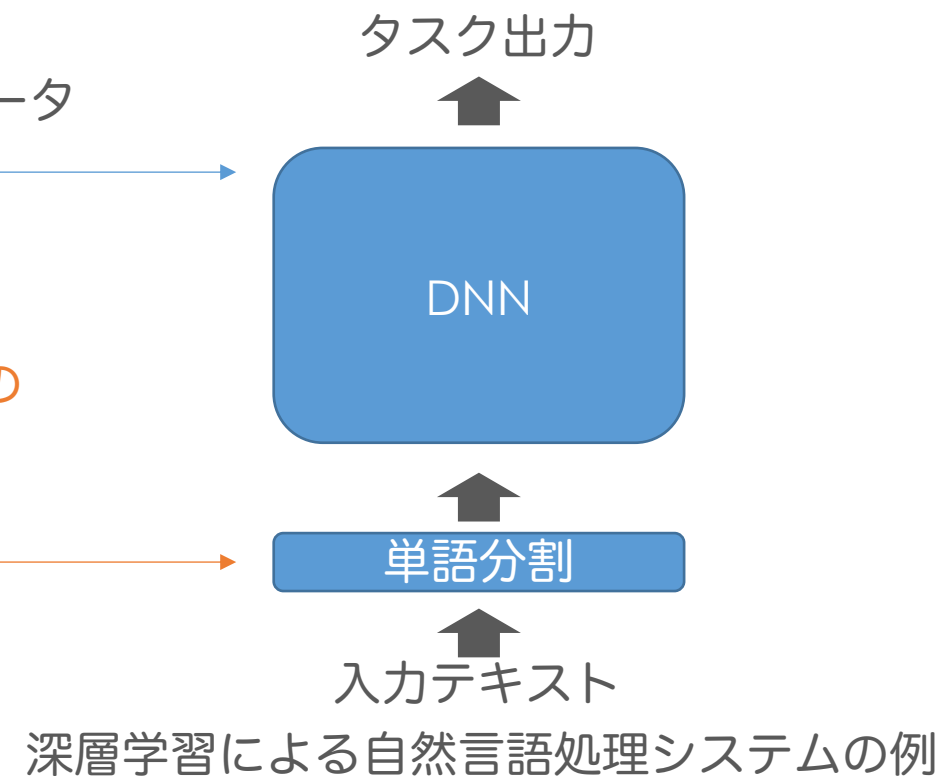 タスク出力
ータ
DNN
の
単語分割
入力テキスト
深層学習による自然言語処理システムの例